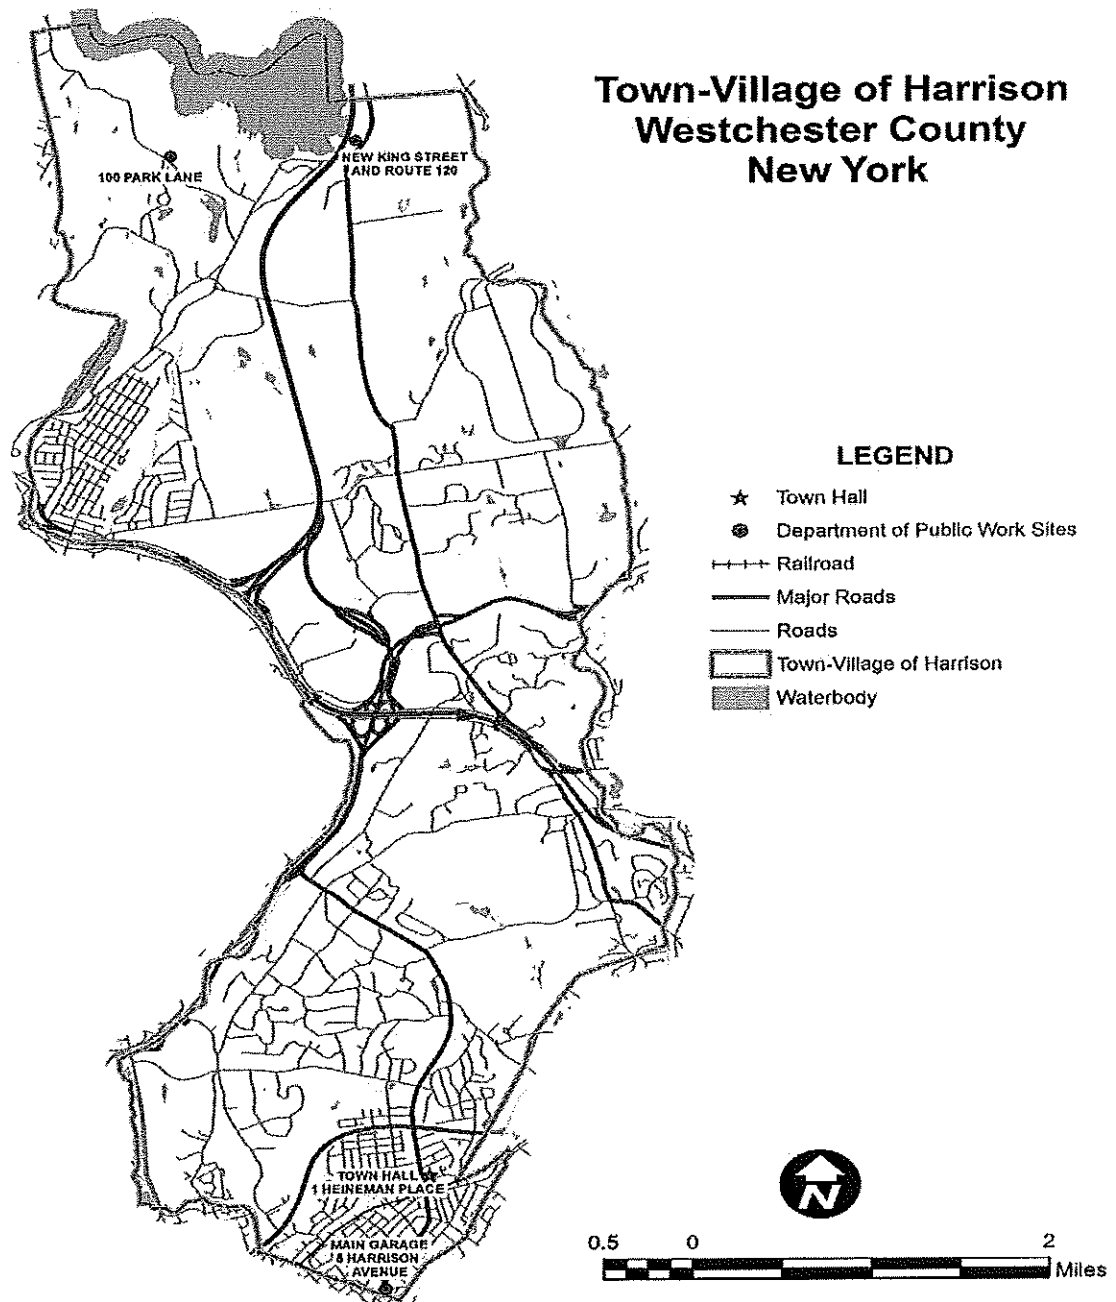 Town-Village of Harrison
Westchester County
New York
NEW KING STREET
AND ROUTE 120
100 PARK LANE
LEGEND
Town Hall
Department of Public Work Sites
Railroad
Major Roads
Roads
Town-Village of Harrison
Waterbody
TOWN HALL
1 HEINEMAN PLACE
MAIN GARAGE
8 HARRISON
AVENUE
N
0.5 0 2
Miles